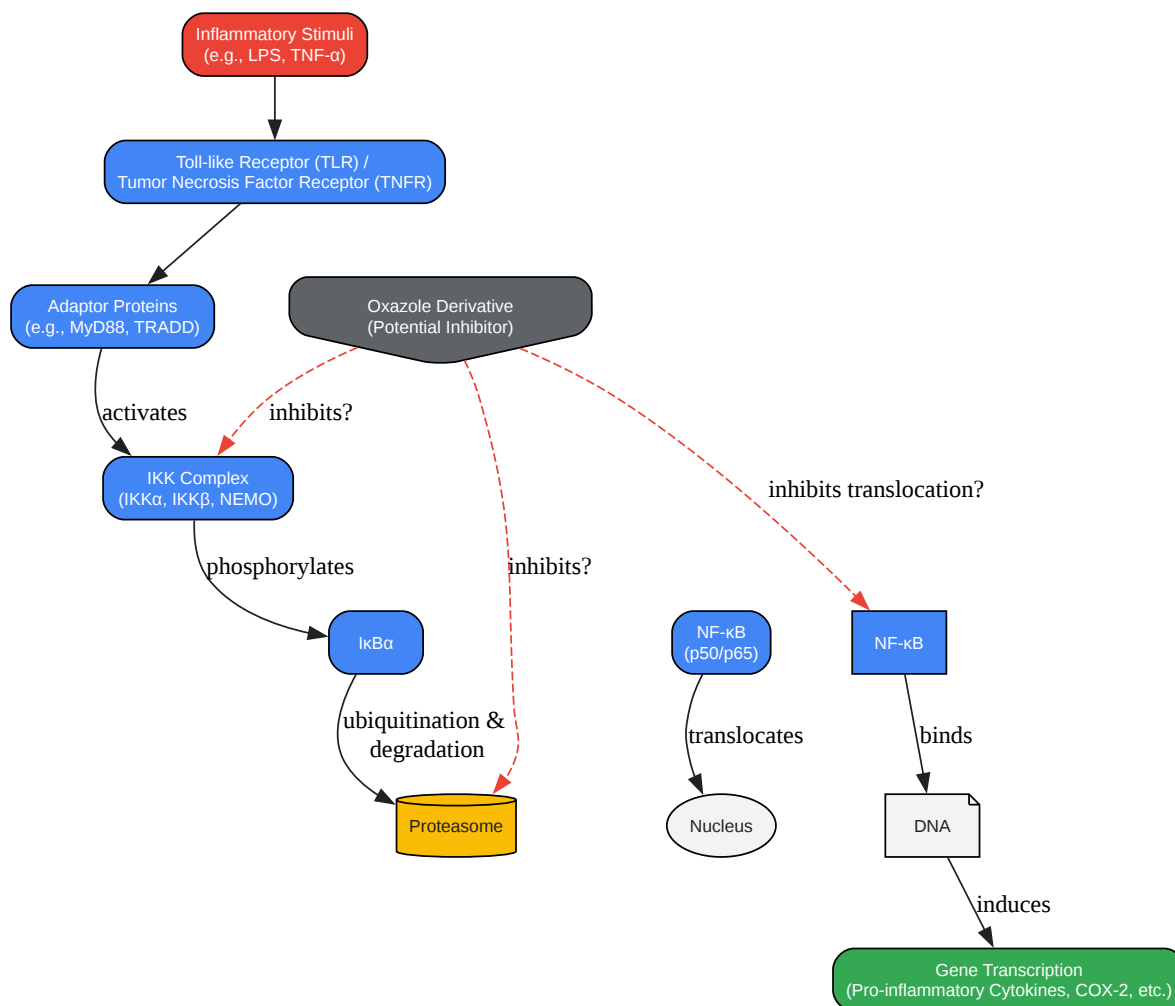 Inflammatory Stimuli
(e.g., LPS, TNF-α)
Toll-like Receptor (TLR) /
Tumor Necrosis Factor Receptor (TNFR)
Adaptor Proteins
(e.g., MyD88, TRADD)
Oxazole Derivative
(Potential Inhibitor)
activates
inhibits?
IKK Complex
(IKKα, IKKβ, NEMO)
inhibits translocation?
phosphorylates
inhibits?
IκBα
NF-κB
(p50/p65)
NF-κB
ubiquitination &
degradation
translocates
binds
Proteasome
Nucleus
DNA
induces
Gene Transcription
(Pro-inflammatory Cytokines, COX-2, etc.)